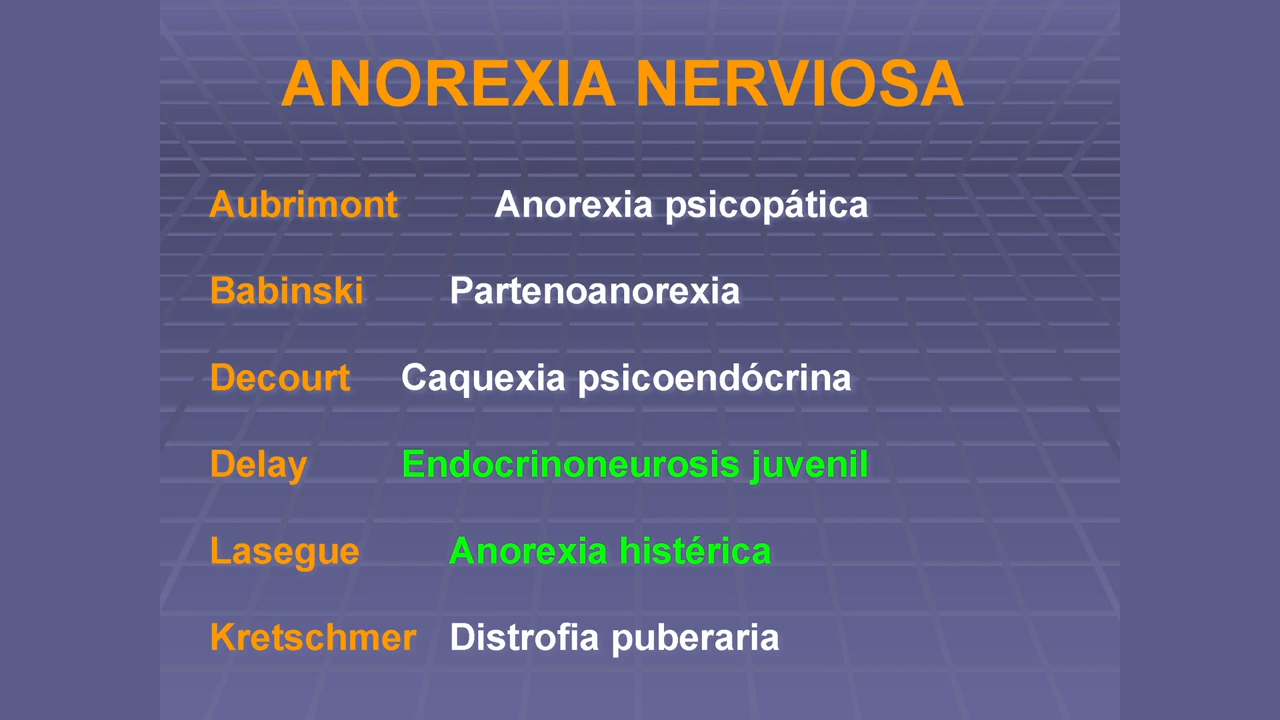 ANOREXIA NERVIOSA
Aubrimont Anorexia psicopática
Babinski Partenoanorexia
Decourt Caquexia psicoendócrina
Delay Endocrinoneurosis juvenil
Lasegue Anorexia histérica
Kretschmer Distrofia puberaria